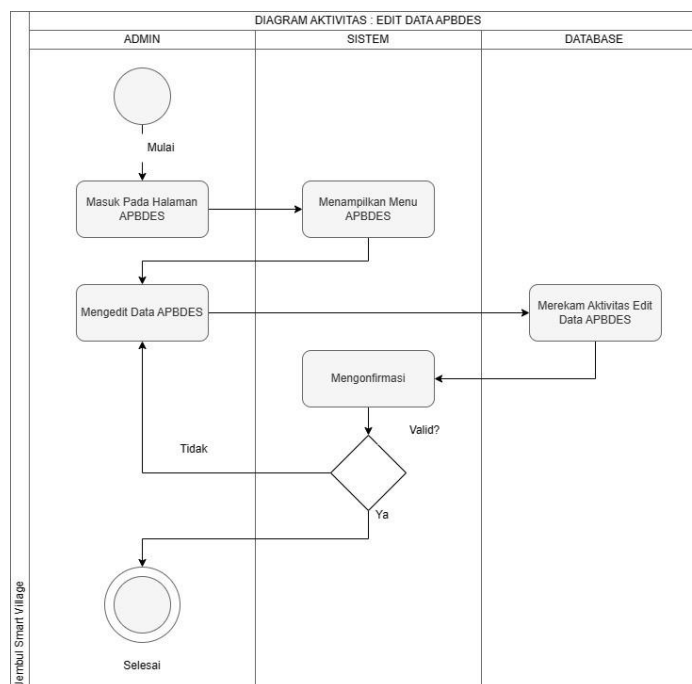 DIAGRAM AKTIVITAS : EDIT DATA APBDES
ADMIN
SISTEM
DATABASE
Mulai
Masuk Pada Halaman
APBDES
Menampilkan Menu
APBDES
Mengedit Data APBDES
Merekam Aktivitas Edit
Data APBDES
Mengonfirmasi
Valid?
Tidak
Ya
Selesai
Jembul Smart Village